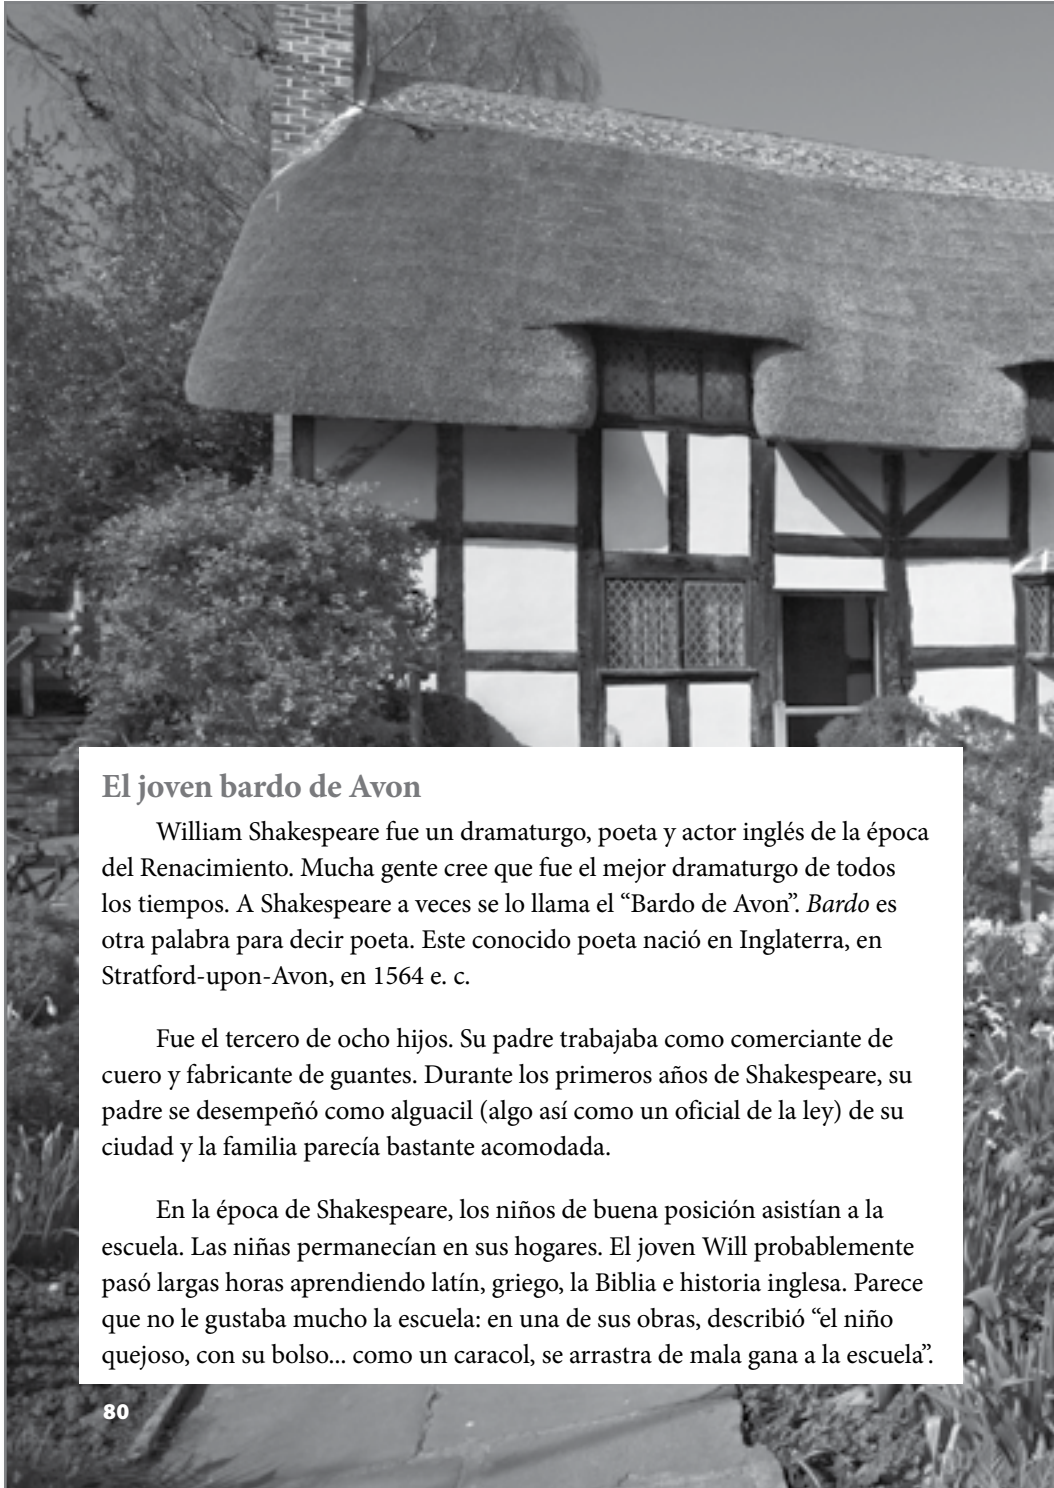 El joven bardo de Avon
William Shakespeare fue un dramaturgo, poeta y actor inglés de la época
del Renacimiento. Mucha gente cree que fue el mejor dramaturgo de todos
los tiempos. A Shakespeare a veces se lo llama el “Bardo de Avon”. Bardo es
otra palabra para decir poeta. Este conocido poeta nació en Inglaterra, en
Stratford-upon-Avon, en 1564 e. c.
Fue el tercero de ocho hijos. Su padre trabajaba como comerciante de
cuero y fabricante de guantes. Durante los primeros años de Shakespeare, su
padre se desempeñó como alguacil (algo así como un oficial de la ley) de su
ciudad y la familia parecía bastante acomodada.
En la época de Shakespeare, los niños de buena posición asistían a la
escuela. Las niñas permanecían en sus hogares. El joven Will probablemente
pasó largas horas aprendiendo latín, griego, la Biblia e historia inglesa. Parece
que no le gustaba mucho la escuela: en una de sus obras, describió “el niño
quejoso, con su bolso... como un caracol, se arrastra de mala gana a la escuela”.
80